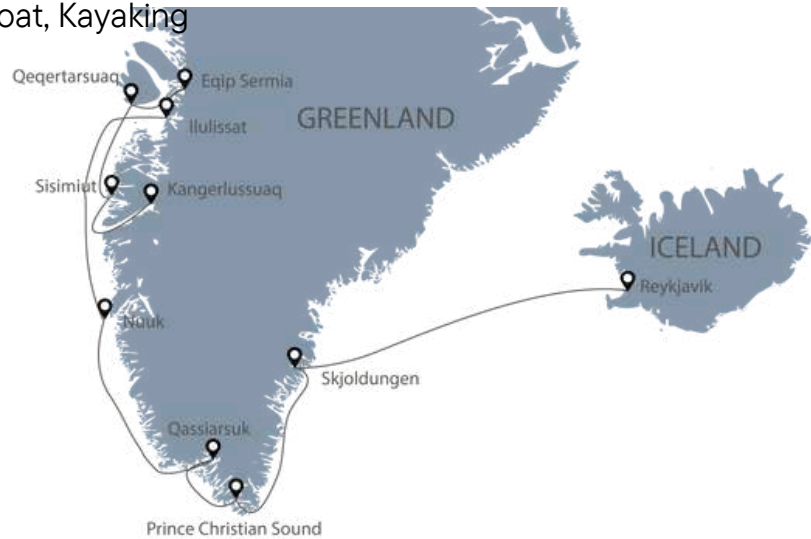 oat, Kayaking
Qeqertarsuaq
Eqip Sermia
GREENLAND
Ilulissat
Sisimiut
Kangerlussuaq
ICELAND
Reykjavik
Nuuk
Skjoldungen
Qassiarsuk
Prince Christian Sound